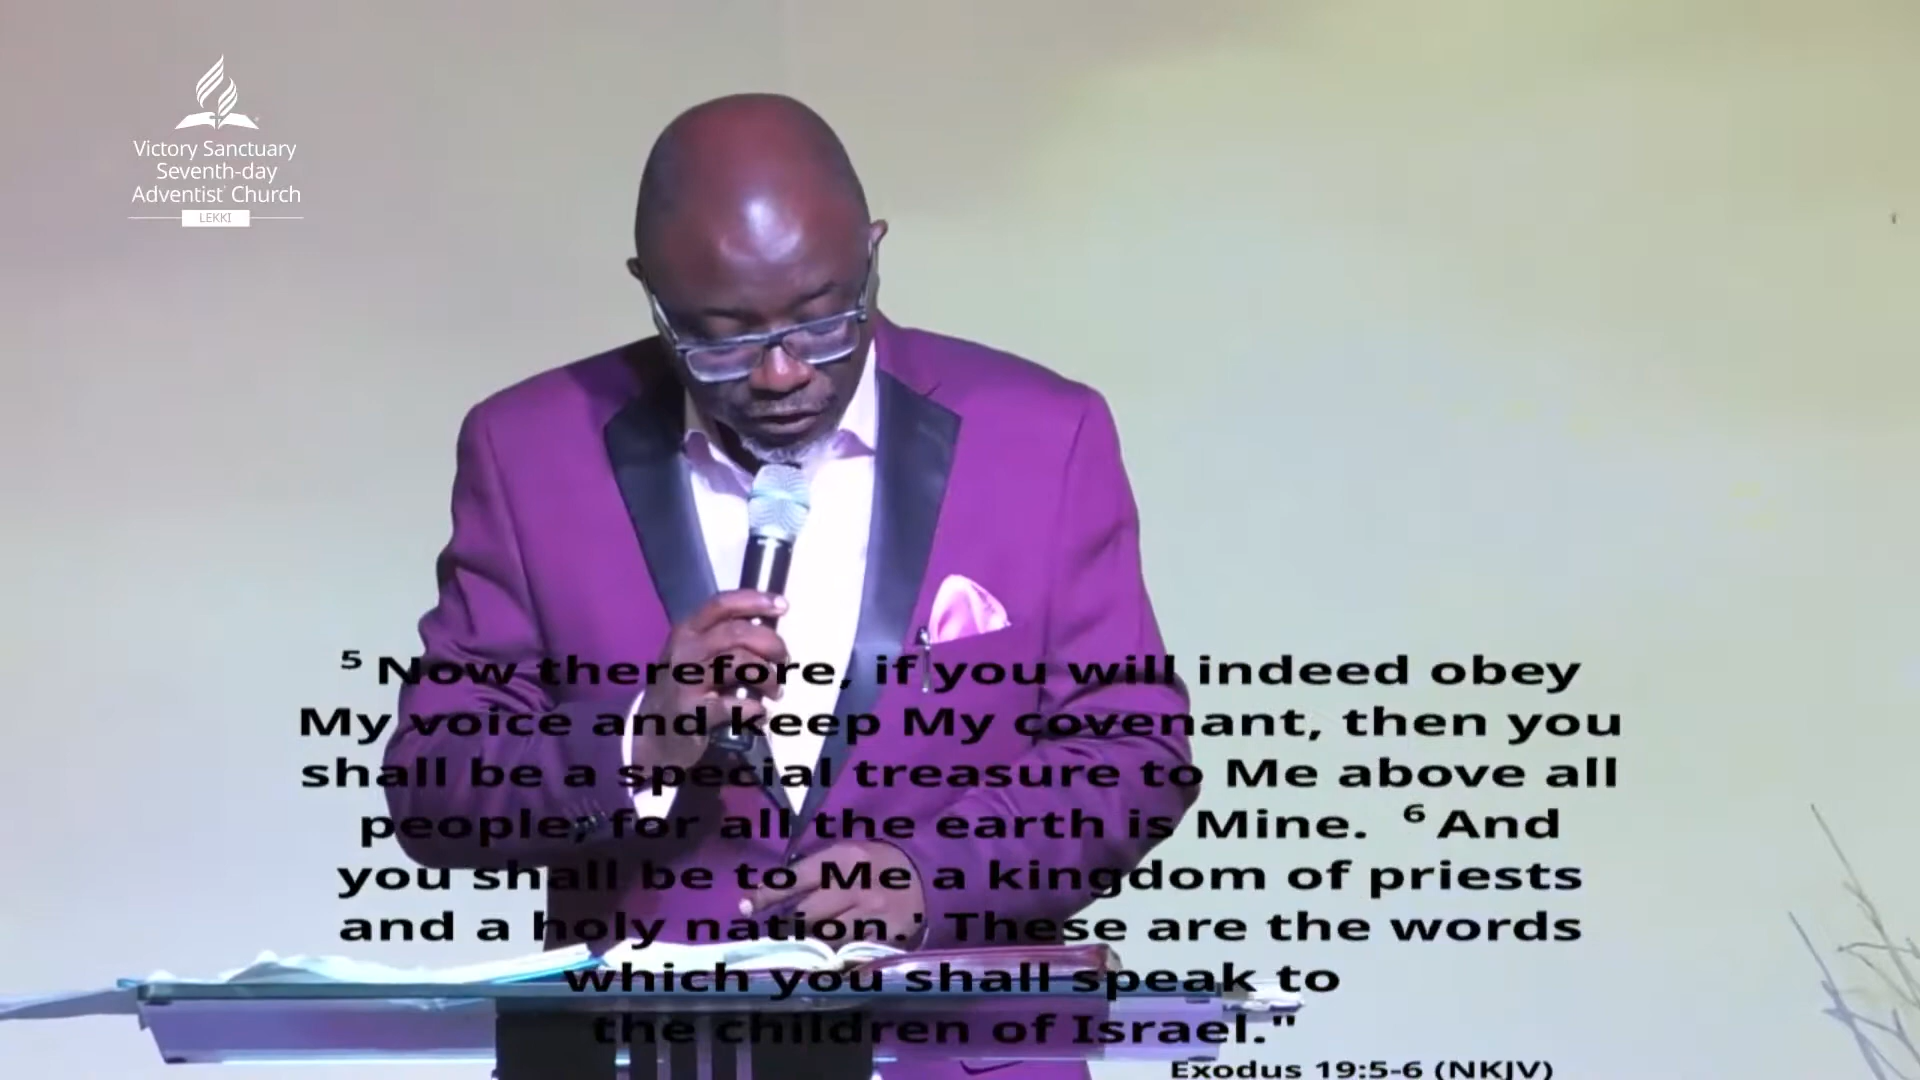 Victory Sanctuary
Seventh-day
Adventist® Church
LEKKI
⁵ Now therefore, if you will indeed obey
My voice and keep My covenant, then you
shall be a special treasure to Me above all
people; for all the earth is Mine. ⁶ And
you shall be to Me a kingdom of priests
and a holy nation.' These are the words
which you shall speak to
the children of Israel."
Exodus 19:5-6 (NKJV)